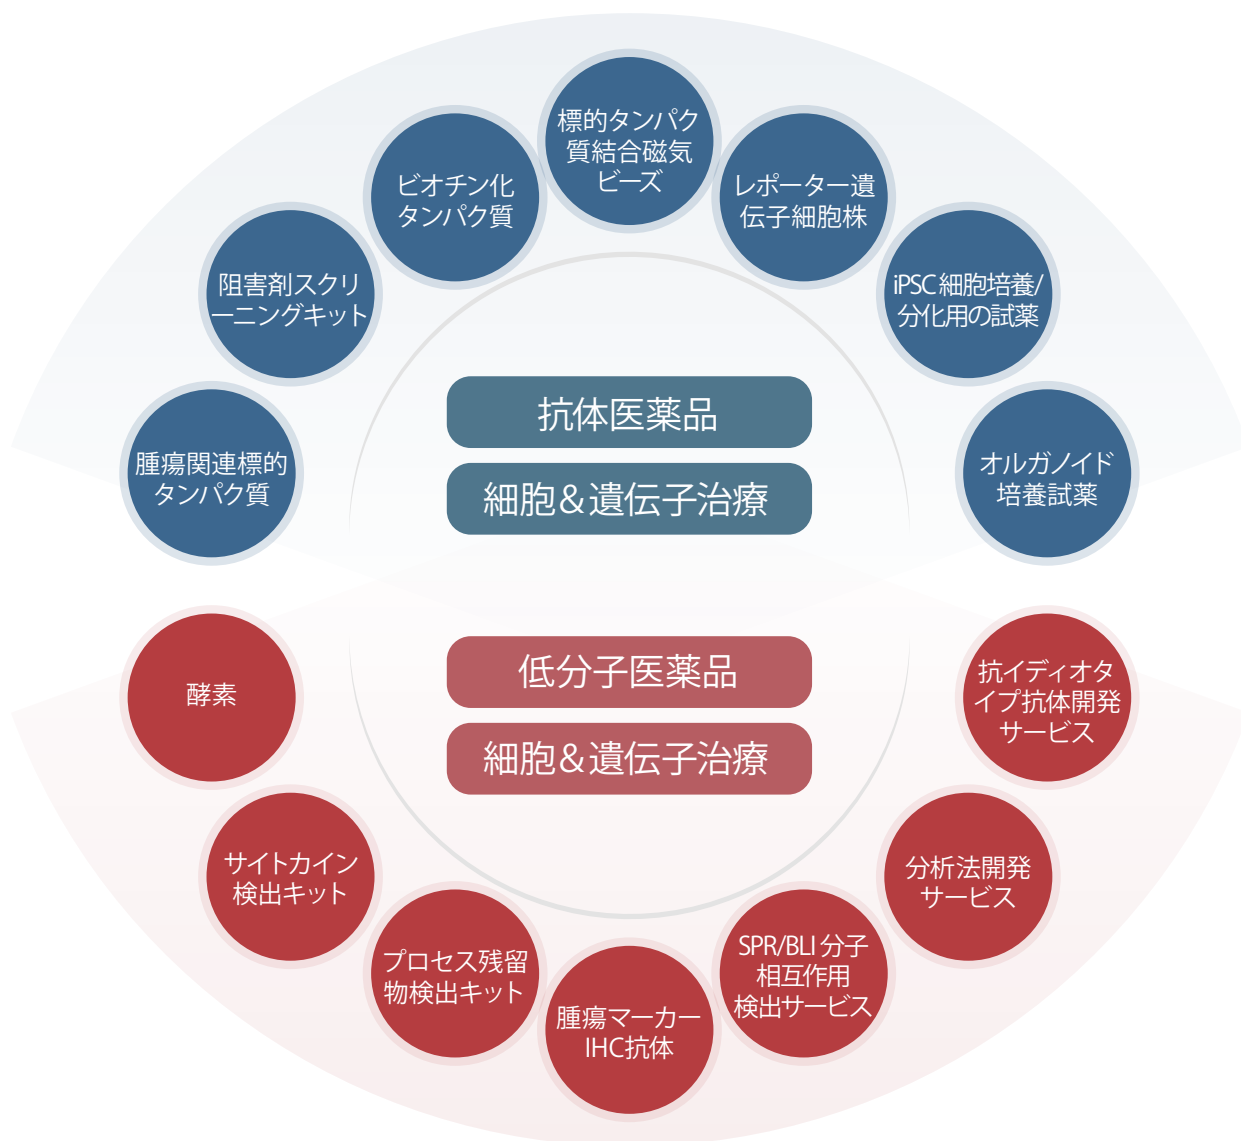 標的タンパク
質結合磁気
ビーズ
ビオチン化
タンパク質
レポーター遺
伝子細胞株
阻害剤スクリ
ーニングキット
iPSC 細胞培養/
分化用の試薬
腫瘍関連標的
タンパク質
オルガノイド
培養試薬
抗体医薬品
細胞&遺伝子治療
低分子医薬品
細胞&遺伝子治療
酵素
抗イディオタ
イプ抗体開発
サービス
サイトカイン
検出キット
分析法開発
サービス
プロセス残留
物検出キット
SPR/BLI 分子
相互作用
検出サービス
腫瘍マーカー
IHC抗体